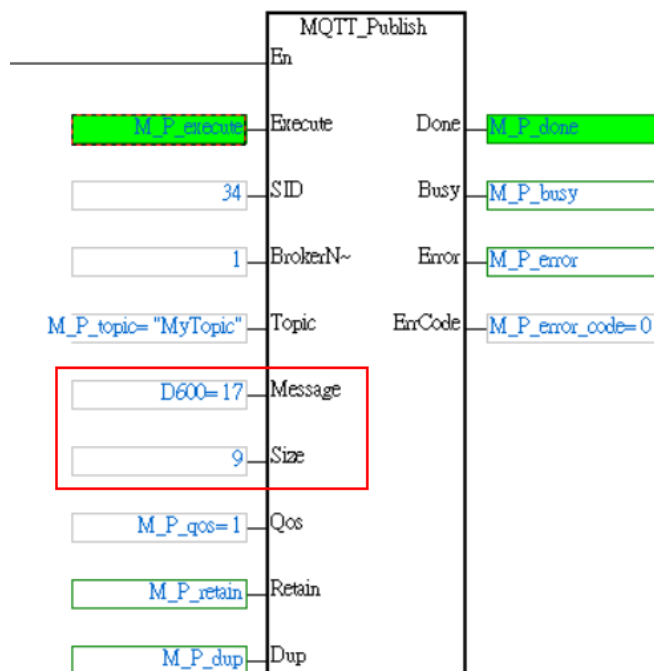 MQTT_Publish
En
M_P_execute Execute Done M_P_done
34 SID Busy M_P_busy
1 BrokerN~ Error M_P_error
M_P_topic= "MyTopic" Topic ErrCode M_P_error_code= 0
D600= 17 Message
9 Size
M_P_qos= 1 Qos
M_P_retain Retain
M_P_dup Dup